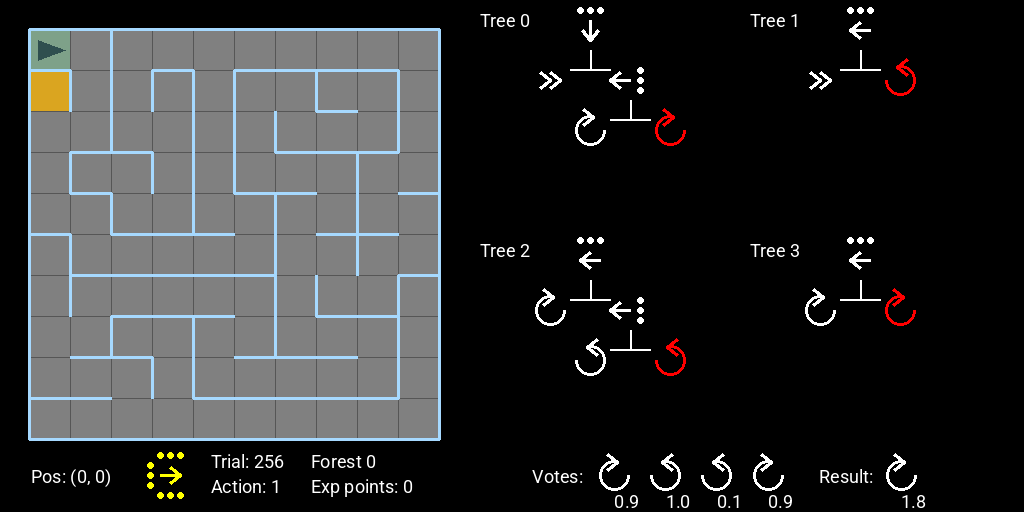 Tree 0
Tree 1
Tree 2
Tree 3
Pos: (0, 0)
Trial: 256
Forest 0
Action: 1
Exp points: 0
Votes:
0.9
1.0
0.1
0.9
Result:
1.8